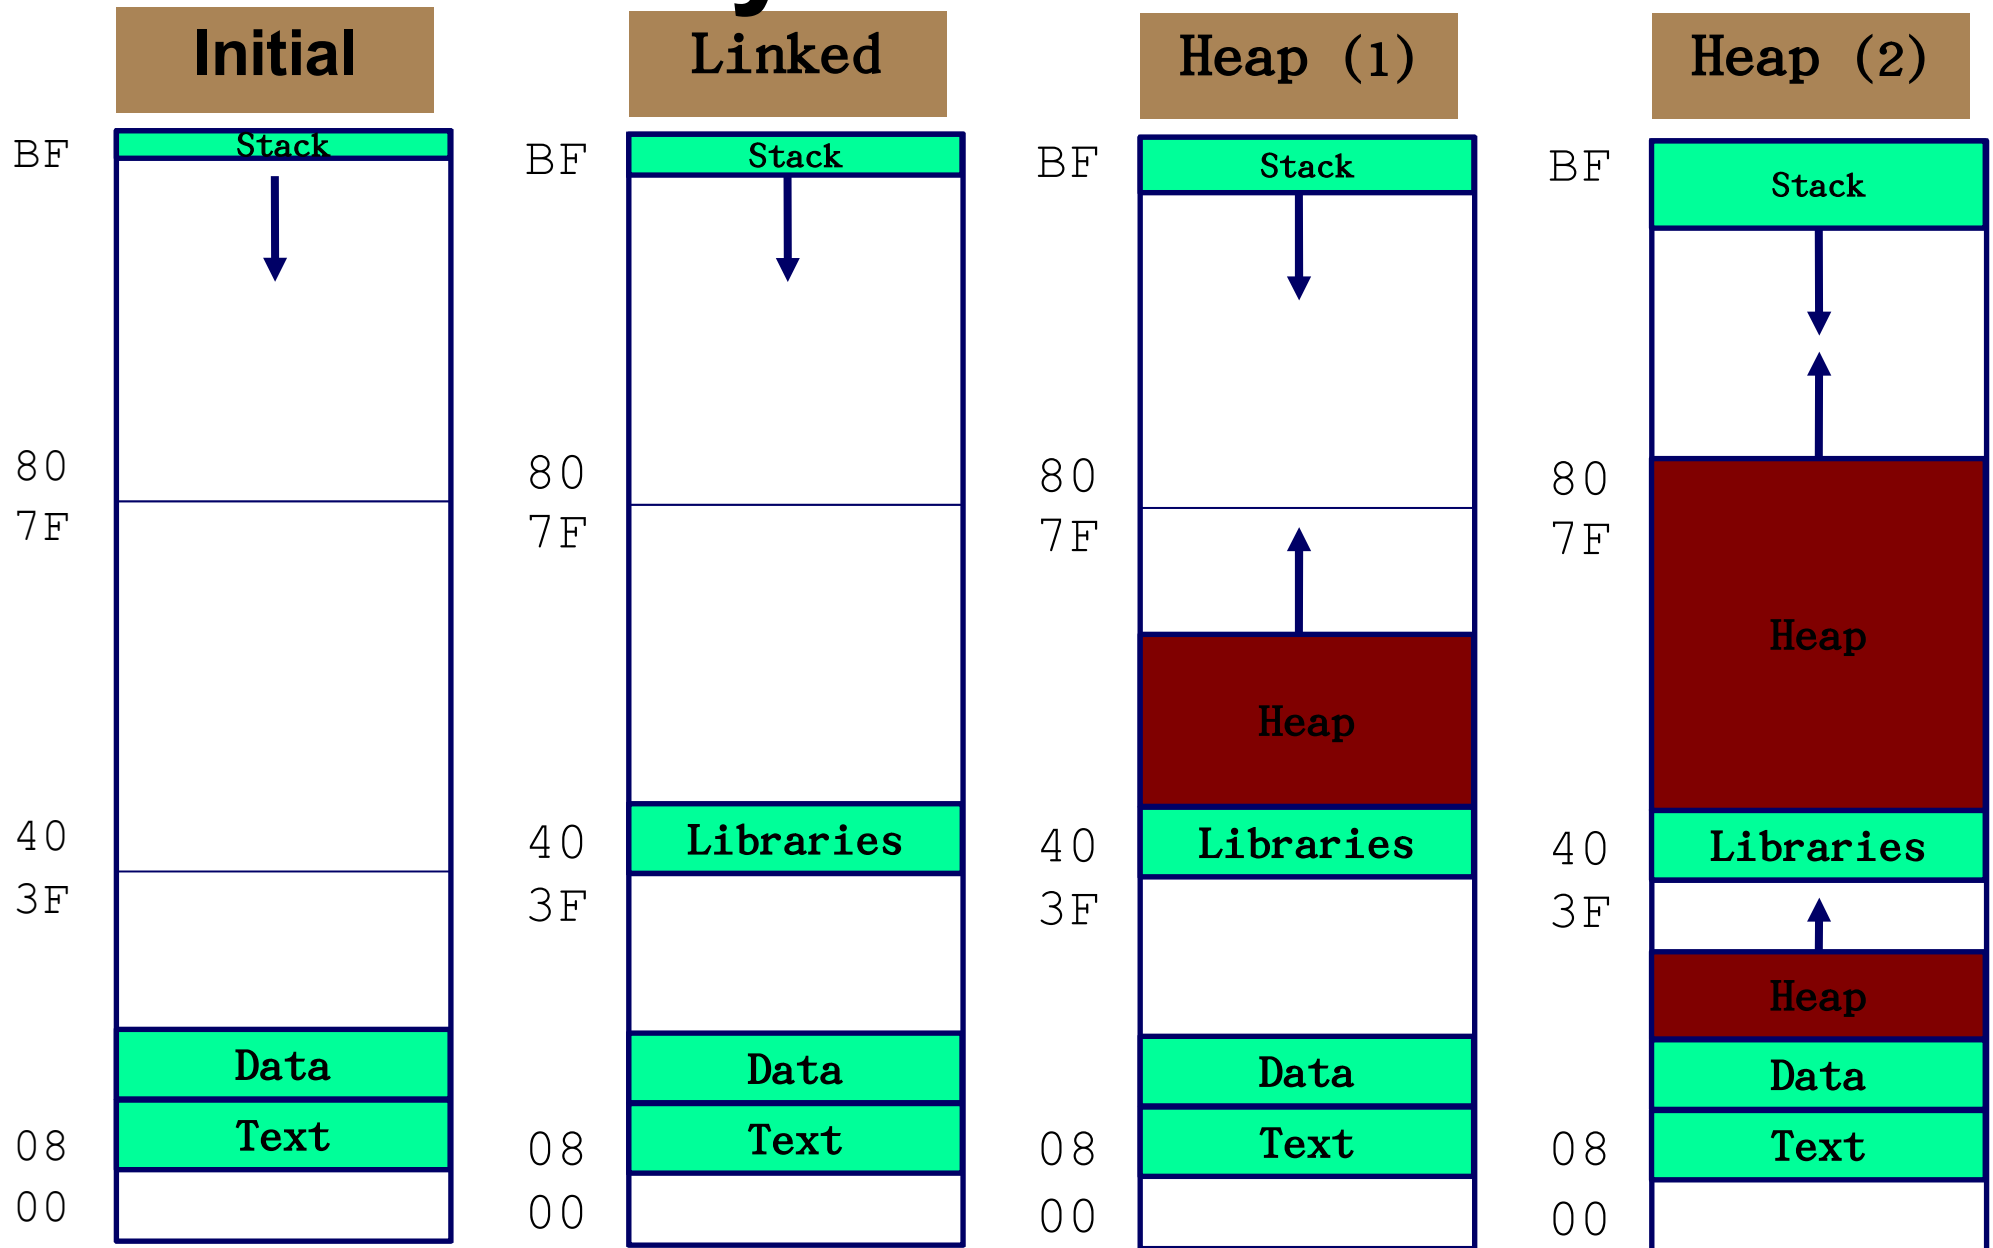 Initial
BF
Stack
80
7F
40
3F
Data
08
Text
00
Linked
BF
Stack
80
7F
40
Libraries
3F
Data
08
Text
00
Heap (1)
BF
Stack
80
7F
Heap
40
Libraries
3F
Data
08
Text
00
Heap (2)
BF
Stack
80
7F
Heap
40
Libraries
3F
Heap
Data
08
Text
00